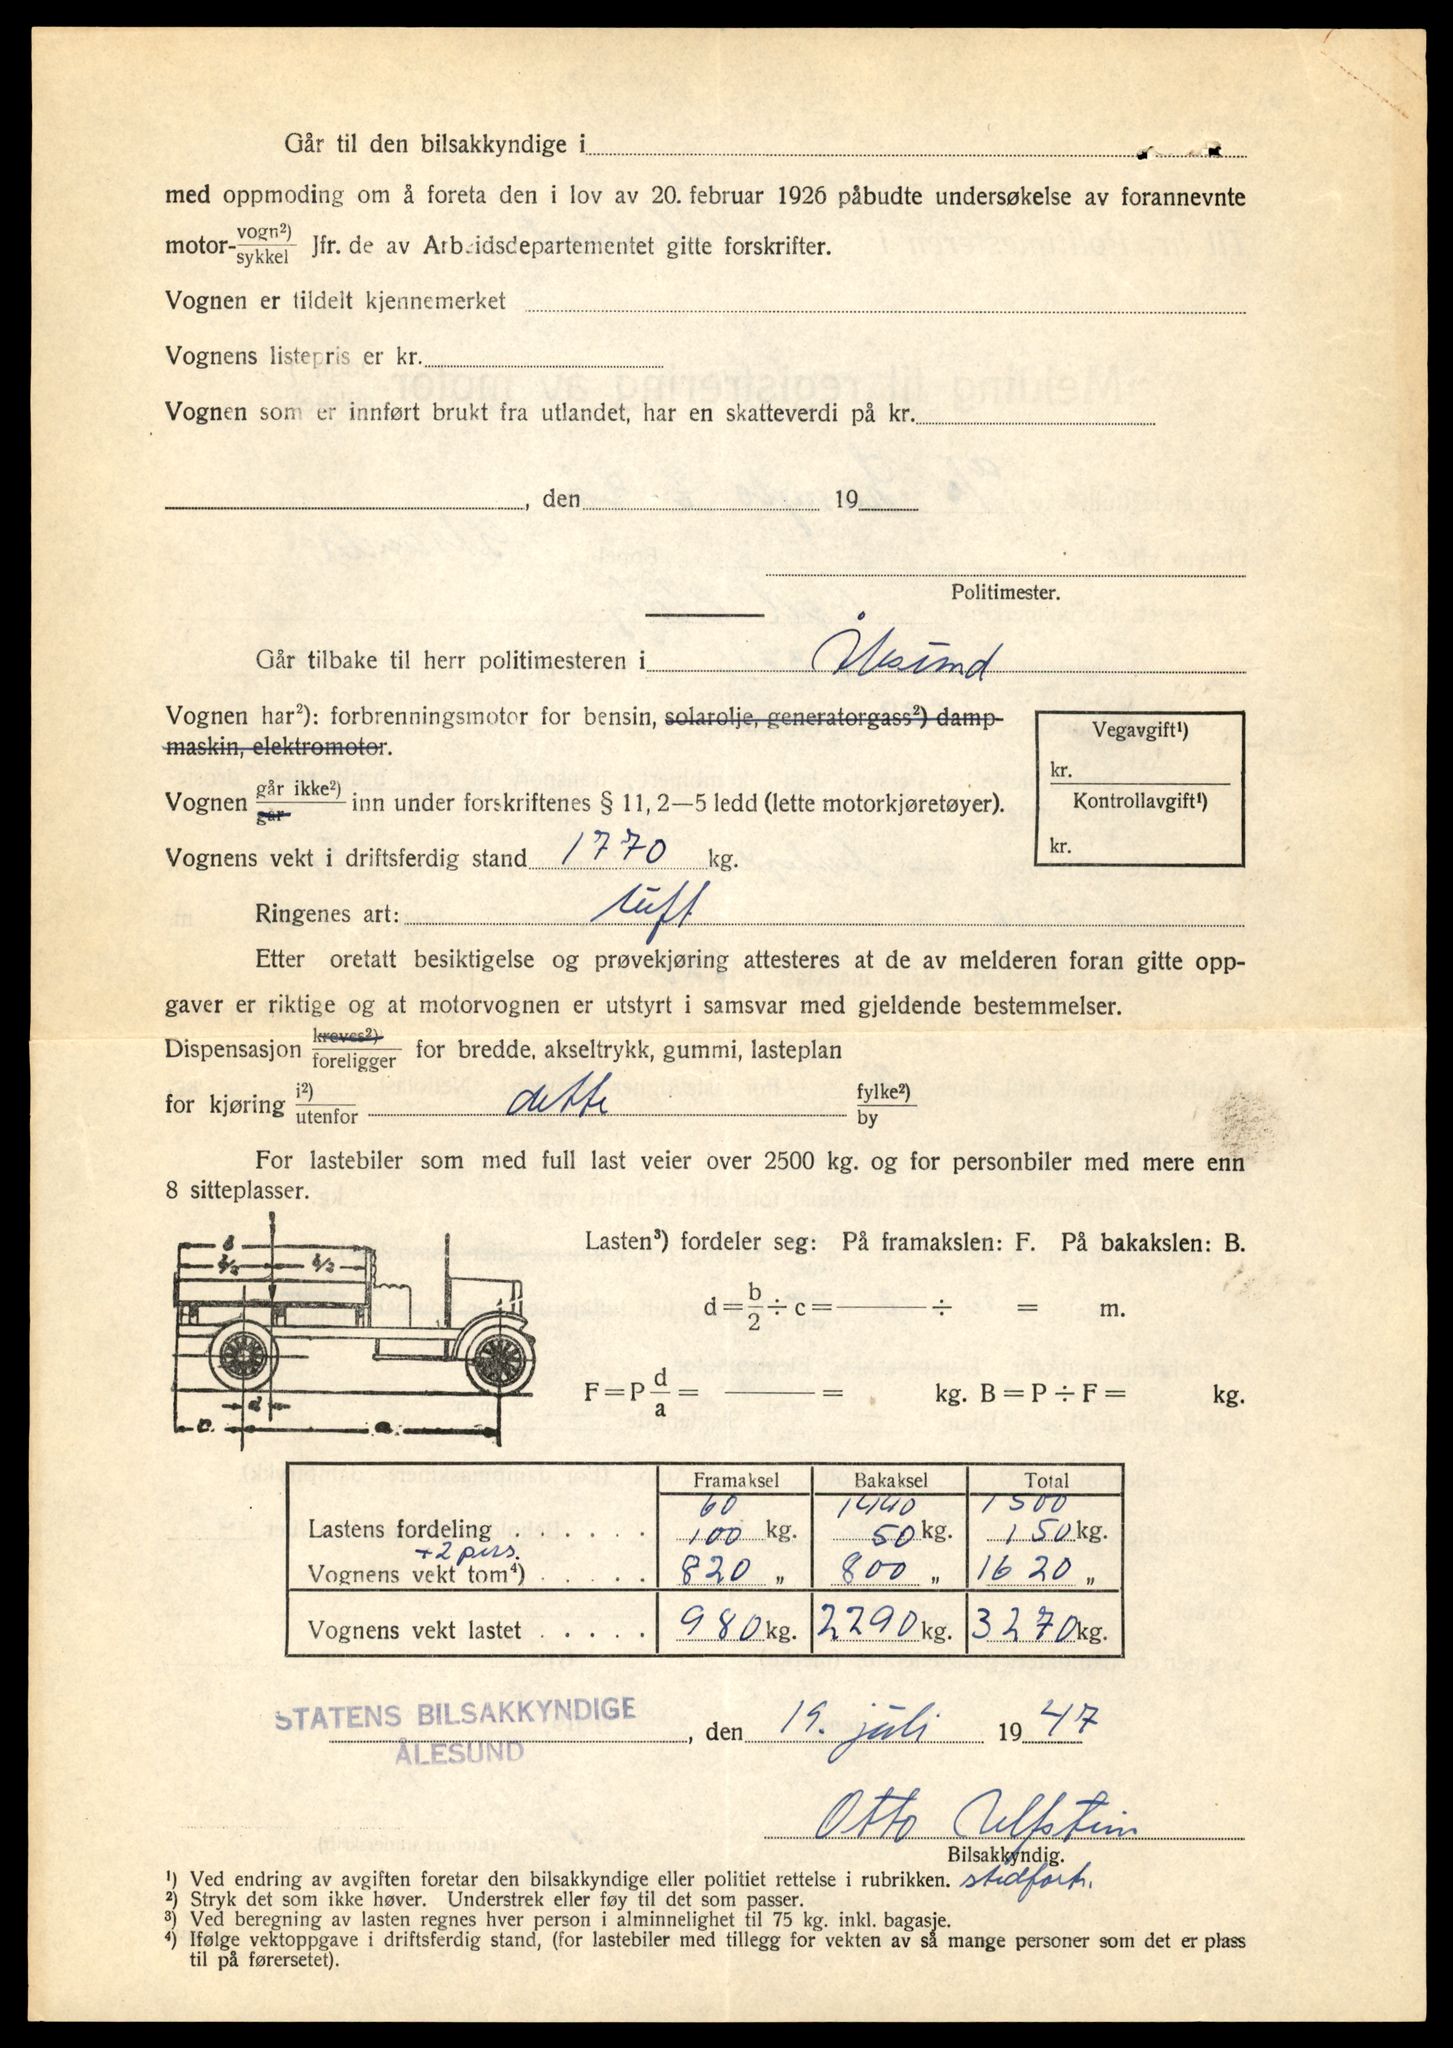 Går til den bilsakkyndige i
med oppmoding om å foreta den i lov av 20. februar 1926 påbudte undersøkelse av forannevnte
motor-vogn²)/sykkel Jfr. de av Arbeidsdepartementet gitte forskrifter.
Vognen er tildelt kjennemerket
Vognens listepris er kr.
Vognen som er innført brukt fra utlandet, har en skatteverdi på kr.
, den 19
Politimester.
Går tilbake til herr politimesteren i Ålesund
Vognen har²): forbrenningsmotor for bensin, solarolje, generatorgass²) damp-
maskin, elektromotor.
Vegavgift¹)
kr.
Kontrollavgift¹)
kr.
Vognen går ikke²)/går inn under forskriftenes § 11, 2—5 ledd (lette motorkjøretøyer).
Vognens vekt i driftsferdig stand 1770 kg.
Ringenes art: luft
Etter oretatt besiktigelse og prøvekjøring attesteres at de av melderen foran gitte opp-
gaver er riktige og at motorvognen er utstyrt i samsvar med gjeldende bestemmelser.
Dispensasjon kreves²)/foreligger for bredde, akseltrykk, gummi, lasteplan
for kjøring i²)/utenfor dette fylke²)/by
For lastebiler som med full last veier over 2500 kg. og for personbiler med mere enn
8 sitteplasser.
Lasten³) fordeler seg: På framakslen: F. På bakakslen: B.
d = b/2 ÷ c = ——— ÷ = m.
F = P d/a = ——— = kg. B = P ÷ F = kg.
Framaksel Bakaksel Total
60 1440 1500
Lastens fordeling . . . . . . 100 kg. 50 kg. 150 kg.
+2 pers.
Vognens vekt tom⁴) . . . . . 820 „ 800 „ 1620 „
Vognens vekt lastet . . . . . 980 kg. 2290 kg. 3270 kg.
STATENS BILSAKKYNDIGE
ÅLESUND
, den 19. juli 1947
Otto Ulfstein
Bilsakkyndig.
stedfort.
¹) Ved endring av avgiften foretar den bilsakkyndige eller politiet rettelse i rubrikken.
²) Stryk det som ikke høver. Understrek eller føy til det som passer.
³) Ved beregning av lasten regnes hver person i alminnelighet til 75 kg. inkl. bagasje.
⁴) Ifølge vektoppgave i driftsferdig stand, (for lastebiler med tillegg for vekten av så mange personer som det er plass
til på førersetet).